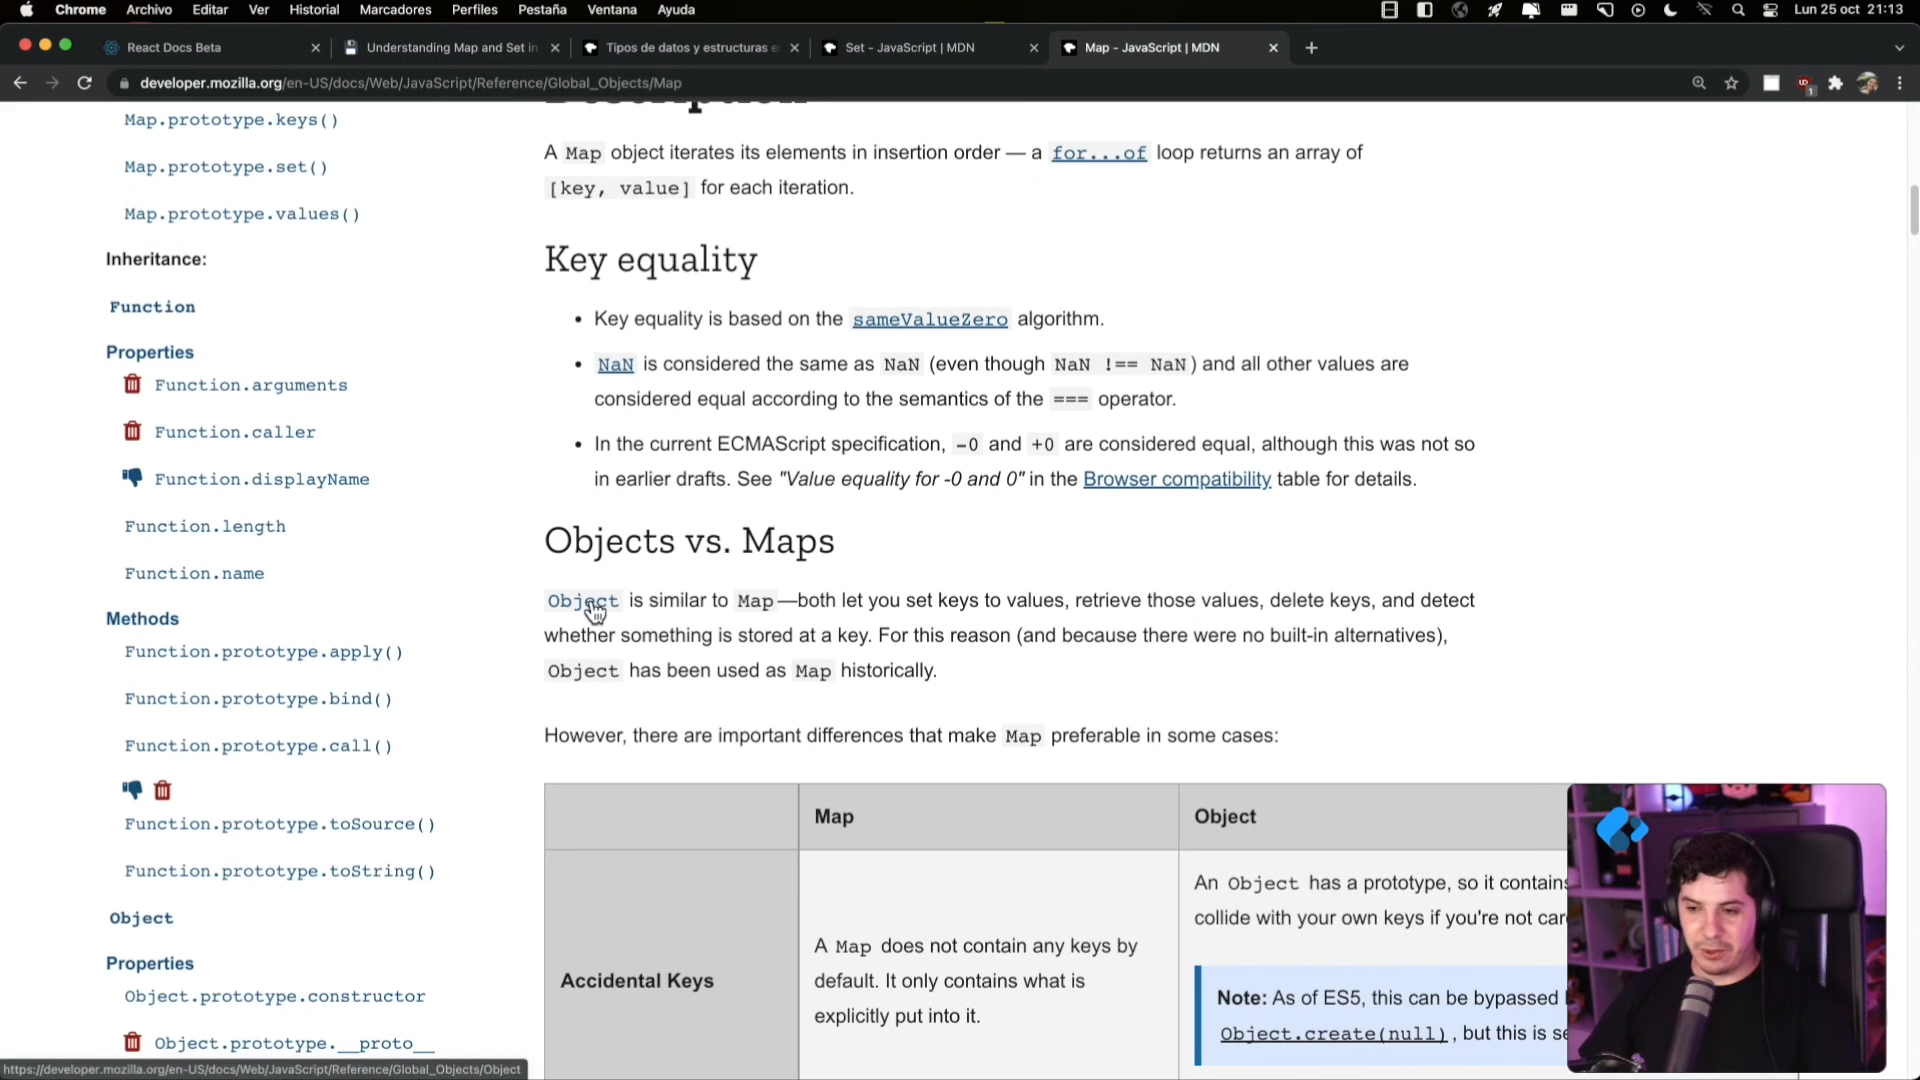 Chrome Archivo Editar Ver Historial Marcadores Perfiles Pestaña Ventana Ayuda Lun 25 oct 21:13
React Docs Beta Understanding Map and Set in Tipos de datos y estructuras Set - JavaScript | MDN Map - JavaScript | MDN
developer.mozilla.org/en-US/docs/Web/JavaScript/Reference/Global_Objects/Map
Map.prototype.keys()
Map.prototype.set()
Map.prototype.values()
Inheritance:
Function
Properties
Function.arguments
Function.caller
Function.displayName
Function.length
Function.name
Methods
Function.prototype.apply()
Function.prototype.bind()
Function.prototype.call()
Function.prototype.toSource()
Function.prototype.toString()
Object
Properties
Object.prototype.constructor
Object.prototype.__proto__
https://developer.mozilla.org/en-US/docs/Web/JavaScript/Reference/Global_Objects/Object
Description
A Map object iterates its elements in insertion order — a for...of loop returns an array of
[key, value] for each iteration.
Key equality
• Key equality is based on the sameValueZero algorithm.
• NaN is considered the same as NaN (even though NaN !== NaN) and all other values are
considered equal according to the semantics of the === operator.
• In the current ECMAScript specification, -0 and +0 are considered equal, although this was not so
in earlier drafts. See "Value equality for -0 and 0" in the Browser compatibility table for details.
Objects vs. Maps
Object is similar to Map—both let you set keys to values, retrieve those values, delete keys, and detect
whether something is stored at a key. For this reason (and because there were no built-in alternatives),
Object has been used as Map historically.
However, there are important differences that make Map preferable in some cases:
Map Object
Accidental Keys
A Map does not contain any keys by
default. It only contains what is
explicitly put into it.
An Object has a prototype, so it contains
collide with your own keys if you're not car
Note: As of ES5, this can be bypassed
Object.create(null), but this is se